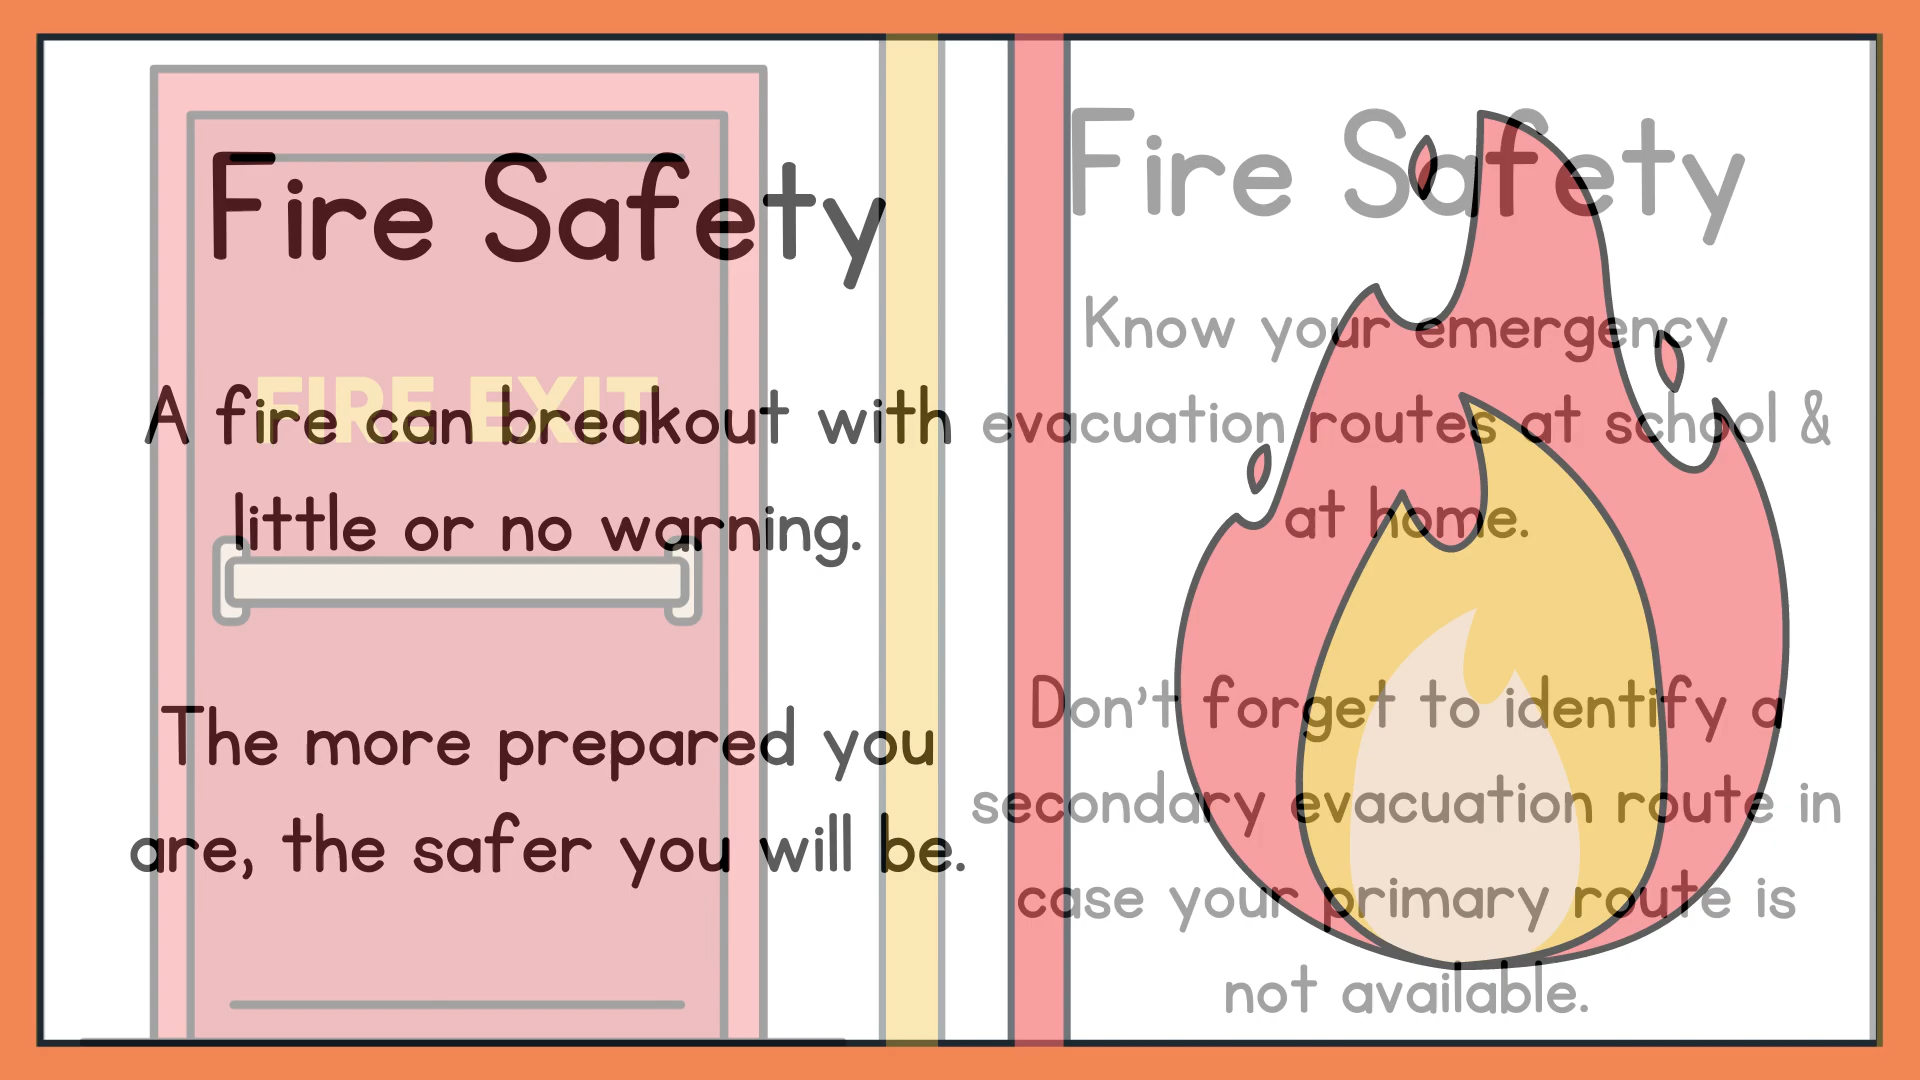 Fire Safety
FIRE EXIT
A fire can breakout with
little or no warning.
The more prepared you
are, the safer you will be.
Fire Safety
Know your emergency
evacuation routes at school &
at home.
Don't forget to identify a
secondary evacuation route in
case your primary route is
not available.